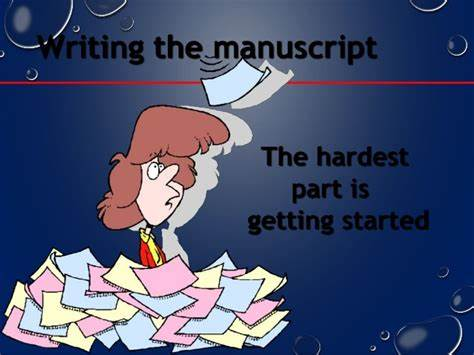 Writing the manuscript
The hardest
part is
getting started